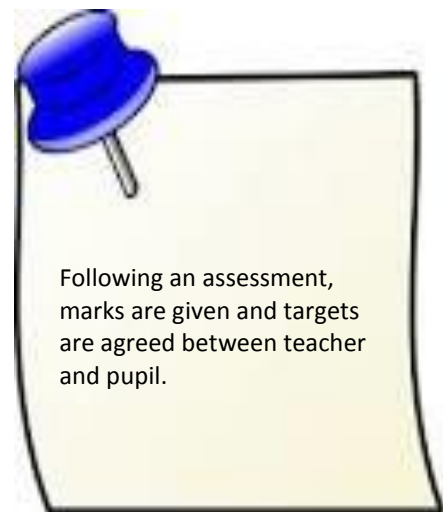 Following an assessment,
marks are given and targets
are agreed between teacher
and pupil.